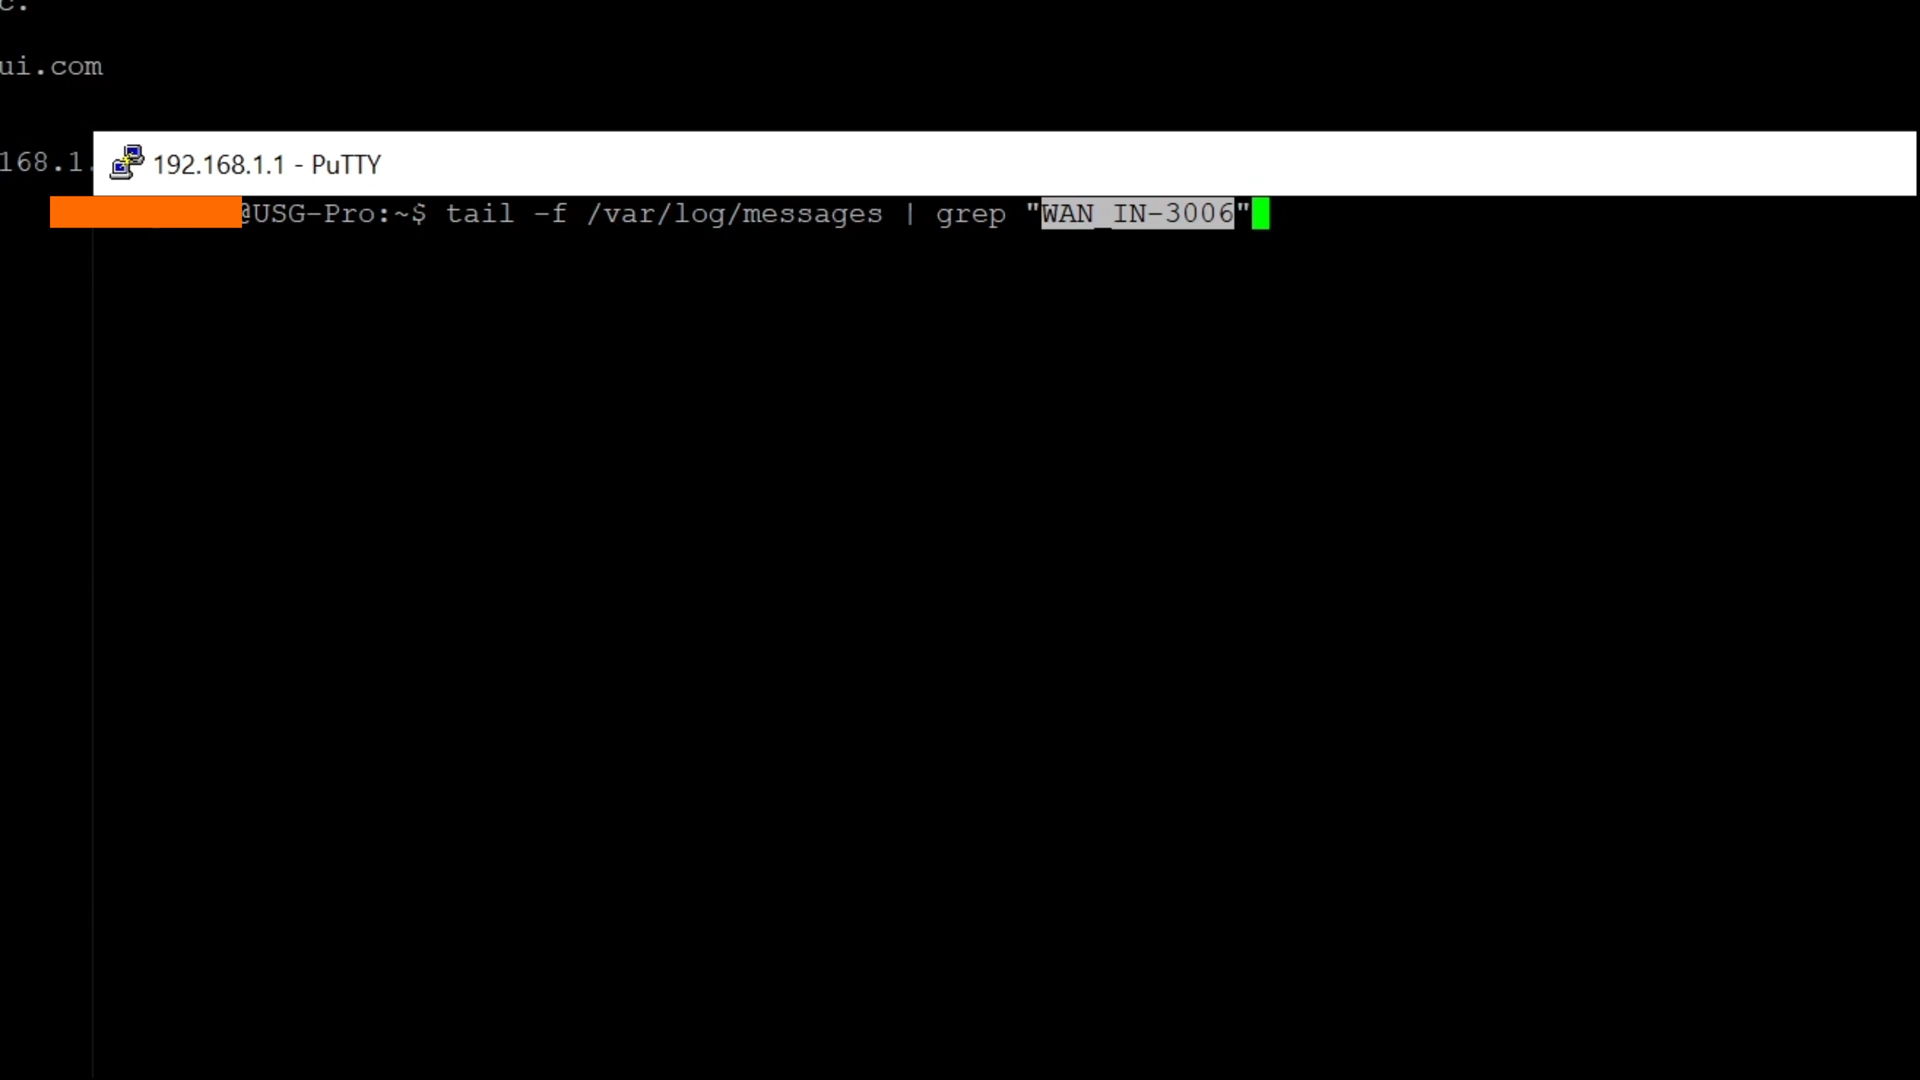 c.
ui.com
168.1.
192.168.1.1 - PuTTY
@USG-Pro:~$ tail -f /var/log/messages | grep "WAN_IN-3006"